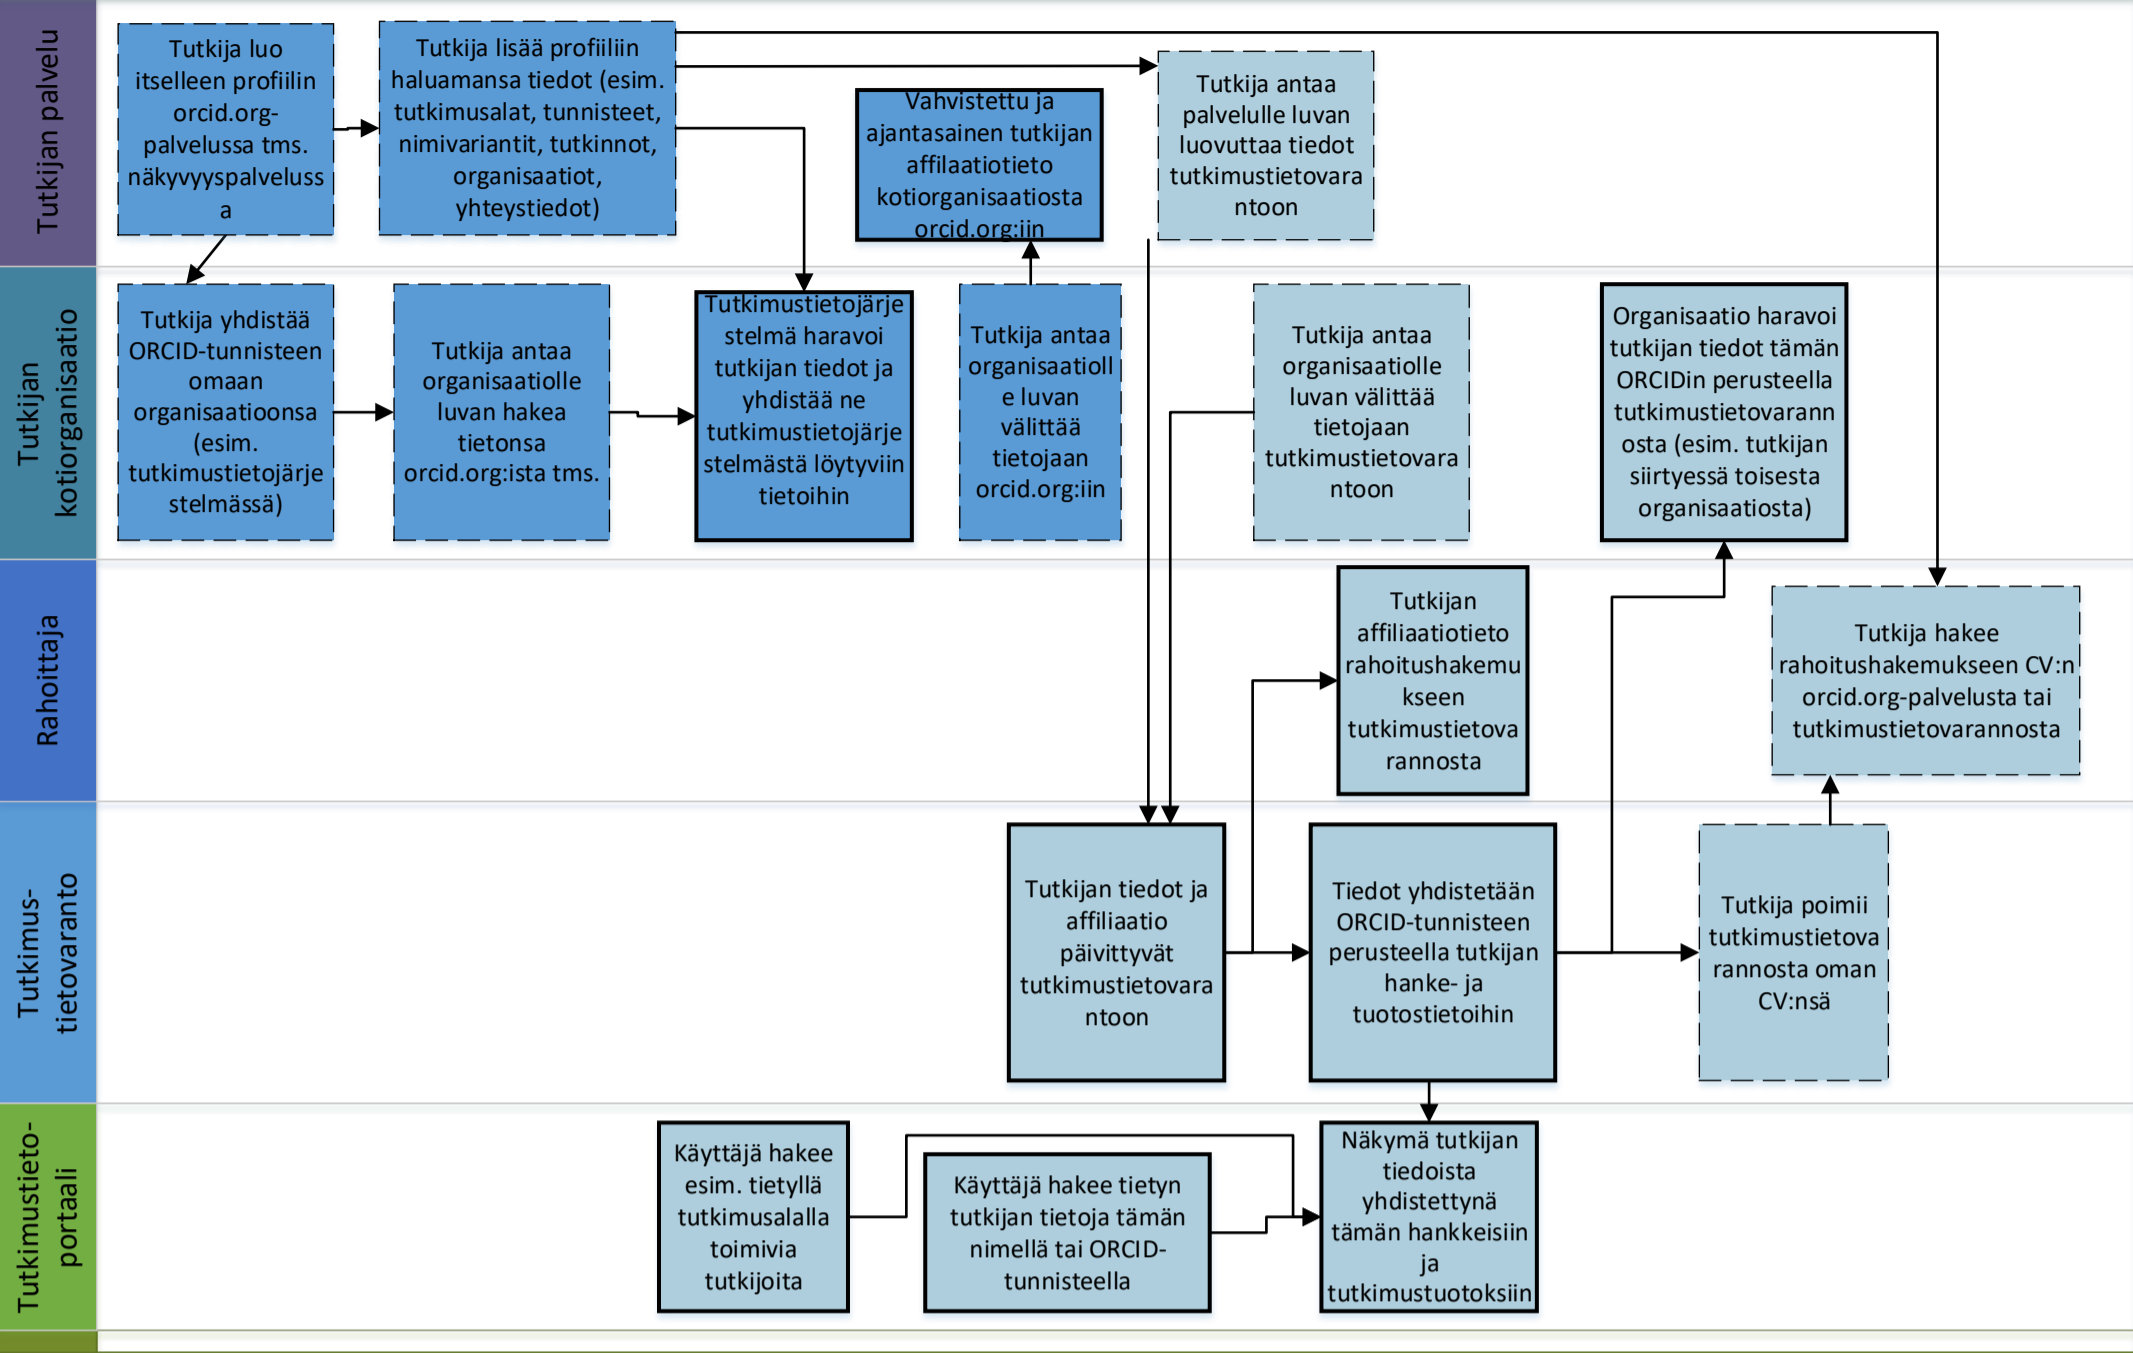 Tutkijan palvelu
Tutkija luo
itselleen profiilin
orcid.org-
palvelussa tms.
näkyvyyspalveluss
a
Tutkija lisää profiiliin
haluamansa tiedot (esim.
tutkimusalat, tunnisteet,
nimivariantit, tutkinnot,
organisaatiot,
yhteystiedot)
Vahvistettu ja
ajantasainen tutkijan
affilaatiotieto
kotiorganisaatiosta
orcid.org:iin
Tutkija antaa
palvelulle luvan
luovuttaa tiedot
tutkimustietovara
ntoon
Tutkijan
kotiorganisaatio
Tutkija yhdistää
ORCID-tunnisteen
omaan
organisaatioonsa
(esim.
tutkimustietojärje
stelmässä)
Tutkija antaa
organisaatiolle
luvan hakea
tietonsa
orcid.org:ista tms.
Tutkimustietojärje
stelmä haravoi
tutkijan tiedot ja
yhdistää ne
tutkimustietojärje
stelmästä löytyviin
tietoihin
Tutkija antaa
organisaatioll
e luvan
välittää
tietojaan
orcid.org:iin
Tutkija antaa
organisaatiolle
luvan välittää
tietojaan
tutkimustietovara
ntoon
Organisaatio haravoi
tutkijan tiedot tämän
ORCIDin perusteella
tutkimustietovarann
osta (esim. tutkijan
siirtyessä toisesta
organisaatiosta)
Rahoittaja
Tutkijan
affiliaatiotieto
rahoitushakemu
kseen
tutkimustietova
rannosta
Tutkija hakee
rahoitushakemukseen CV:n
orcid.org-palvelusta tai
tutkimustietovarannosta
Tutkimus-
tietovaranto
Tutkijan tiedot ja
affiliaatio
päivittyvät
tutkimustietovara
ntoon
Tiedot yhdistetään
ORCID-tunnisteen
perusteella tutkijan
hanke- ja
tuotostietoihin
Tutkija poimii
tutkimustietova
rannosta oman
CV:nsä
Tutkimustieto-
portaali
Käyttäjä hakee
esim. tietyllä
tutkimusalalla
toimivia
tutkijoita
Käyttäjä hakee tietyn
tutkijan tietoja tämän
nimellä tai ORCID-
tunnisteella
Näkymä tutkijan
tiedoista
yhdistettynä
tämän hankkeisiin
ja
tutkimustuotoksiin